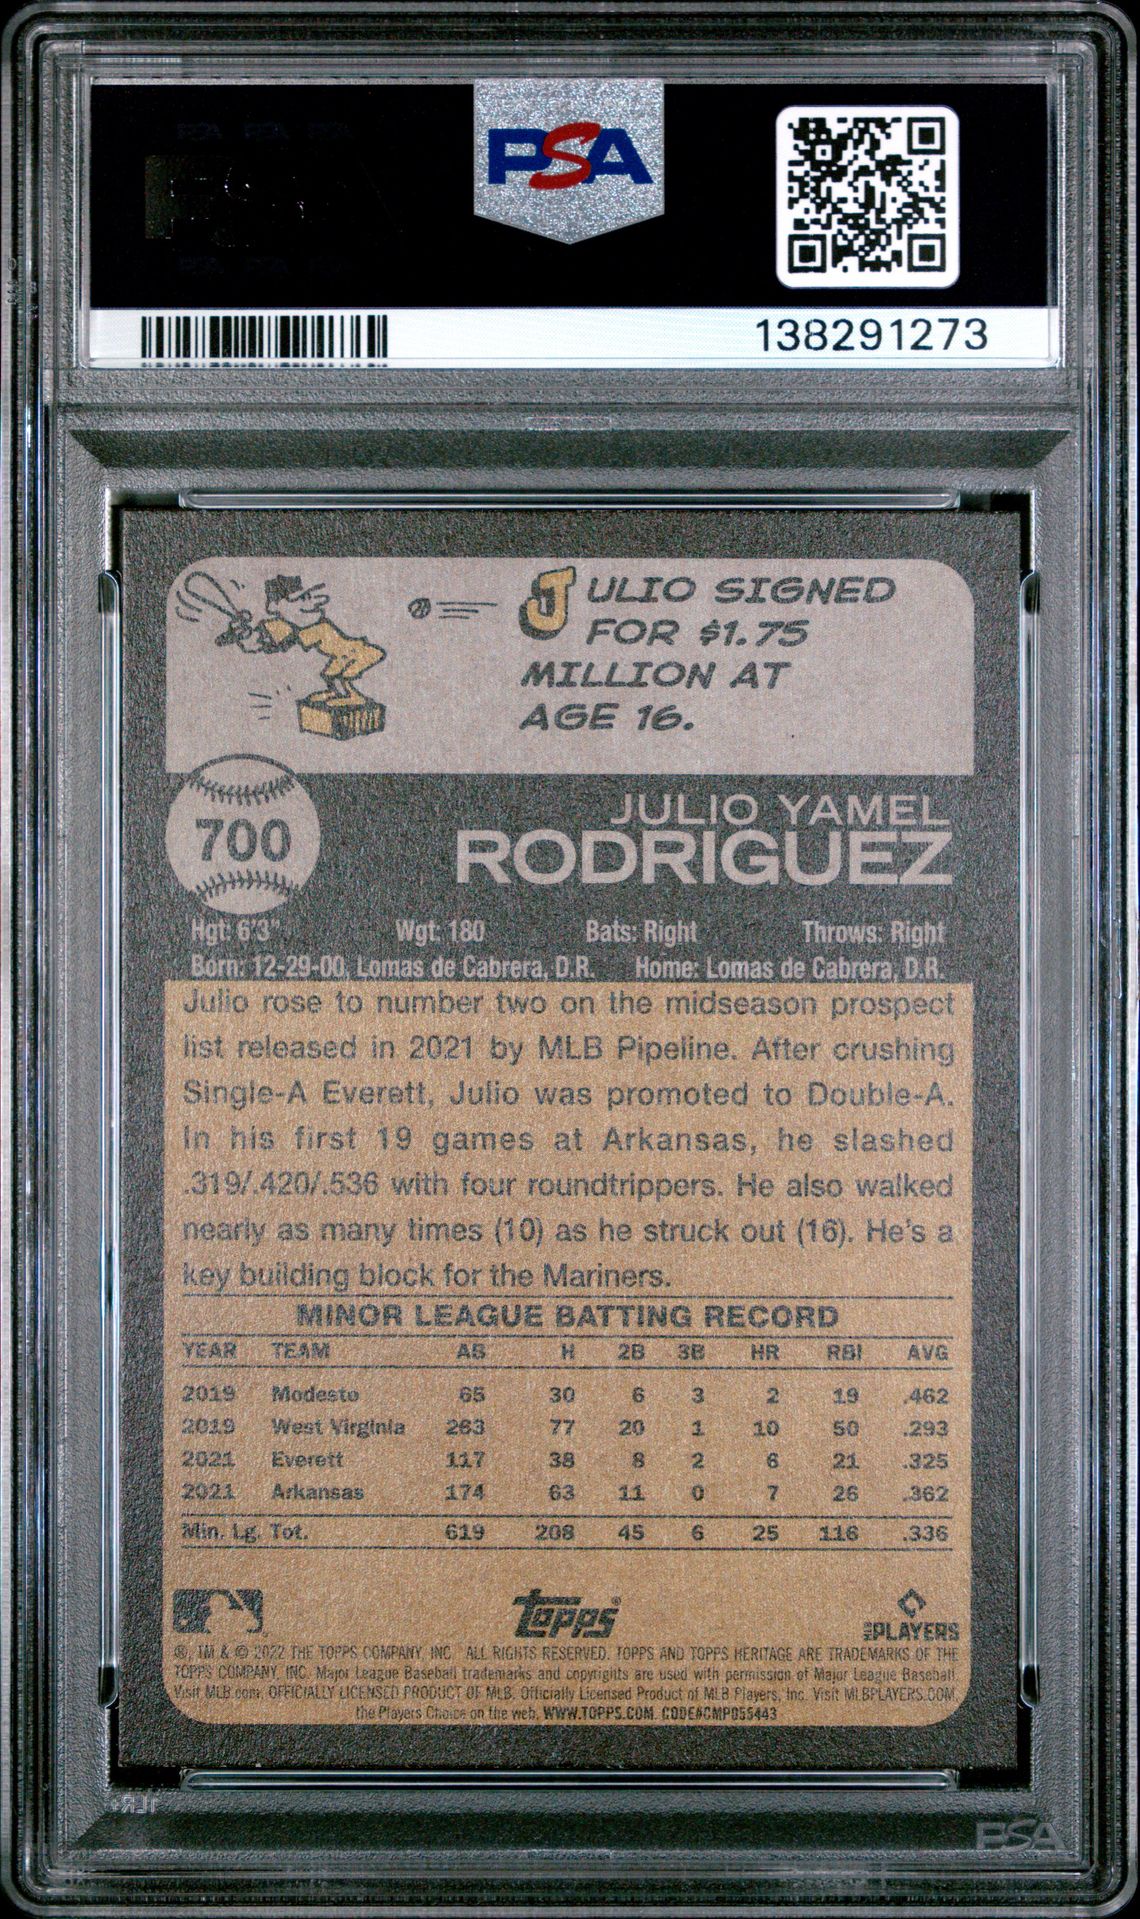 PSA
138291273
JULIO SIGNED
FOR $1.75
MILLION AT
AGE 16.
700
JULIO YAMEL
RODRIGUEZ
Hgt: 6'3" Wgt: 180 Bats: Right Throws: Right
Born: 12-29-00, Lomas de Cabrera, D.R. Home: Lomas de Cabrera, D.R.
Julio rose to number two on the midseason prospect
list released in 2021 by MLB Pipeline. After crushing
Single-A Everett, Julio was promoted to Double-A.
In his first 19 games at Arkansas, he slashed
.319/.420/.536 with four roundtrippers. He also walked
nearly as many times (10) as he struck out (16). He's a
key building block for the Mariners.
MINOR LEAGUE BATTING RECORD
YEAR TEAM AB H 2B 3B HR RBI AVG
2019 Modesto 65 30 6 3 2 19 .462
2019 West Virginia 263 77 20 1 10 50 .293
2021 Everett 117 38 8 2 6 21 .325
2021 Arkansas 174 63 11 0 7 26 .362
Min. Lg. Tot. 619 208 45 6 25 116 .336
topps®
MLB PLAYERS
®, TM & © 2022 THE TOPPS COMPANY, INC. ALL RIGHTS RESERVED. TOPPS AND TOPPS HERITAGE ARE TRADEMARKS OF THE
TOPPS COMPANY, INC. Major League Baseball trademarks and copyrights are used with permission of Major League Baseball.
Visit MLB.com. OFFICIALLY LICENSED PRODUCT OF MLB. Officially Licensed Product of MLB Players, Inc. Visit MLBPLAYERS.COM,
the Players Choice on the web. WWW.TOPPS.COM. CODE#CMP055443
PSA